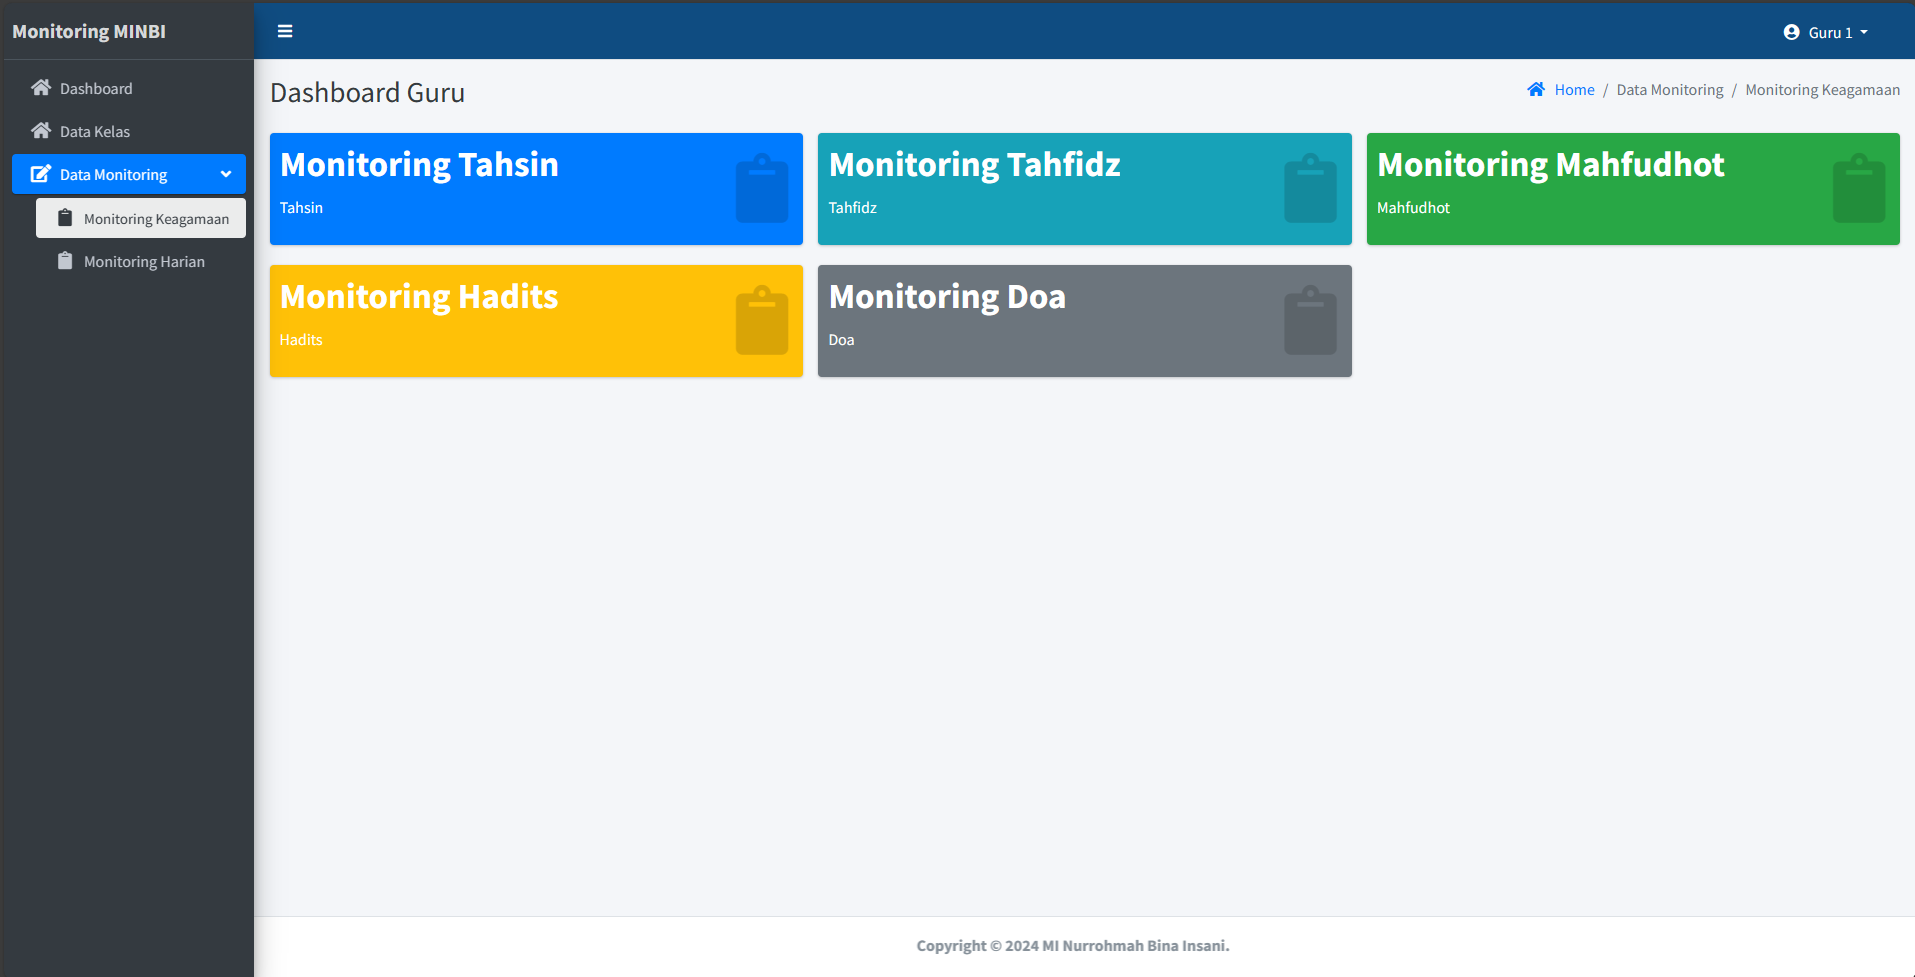 Monitoring MINBI
Guru 1
Dashboard
Data Kelas
Data Monitoring
Monitoring Keagamaan
Monitoring Harian
Dashboard Guru
Home / Data Monitoring / Monitoring Keagamaan
Monitoring Tahsin
Tahsin
Monitoring Tahfidz
Tahfidz
Monitoring Mahfudhot
Mahfudhot
Monitoring Hadits
Hadits
Monitoring Doa
Doa
Copyright © 2024 MI Nurrohmah Bina Insani.